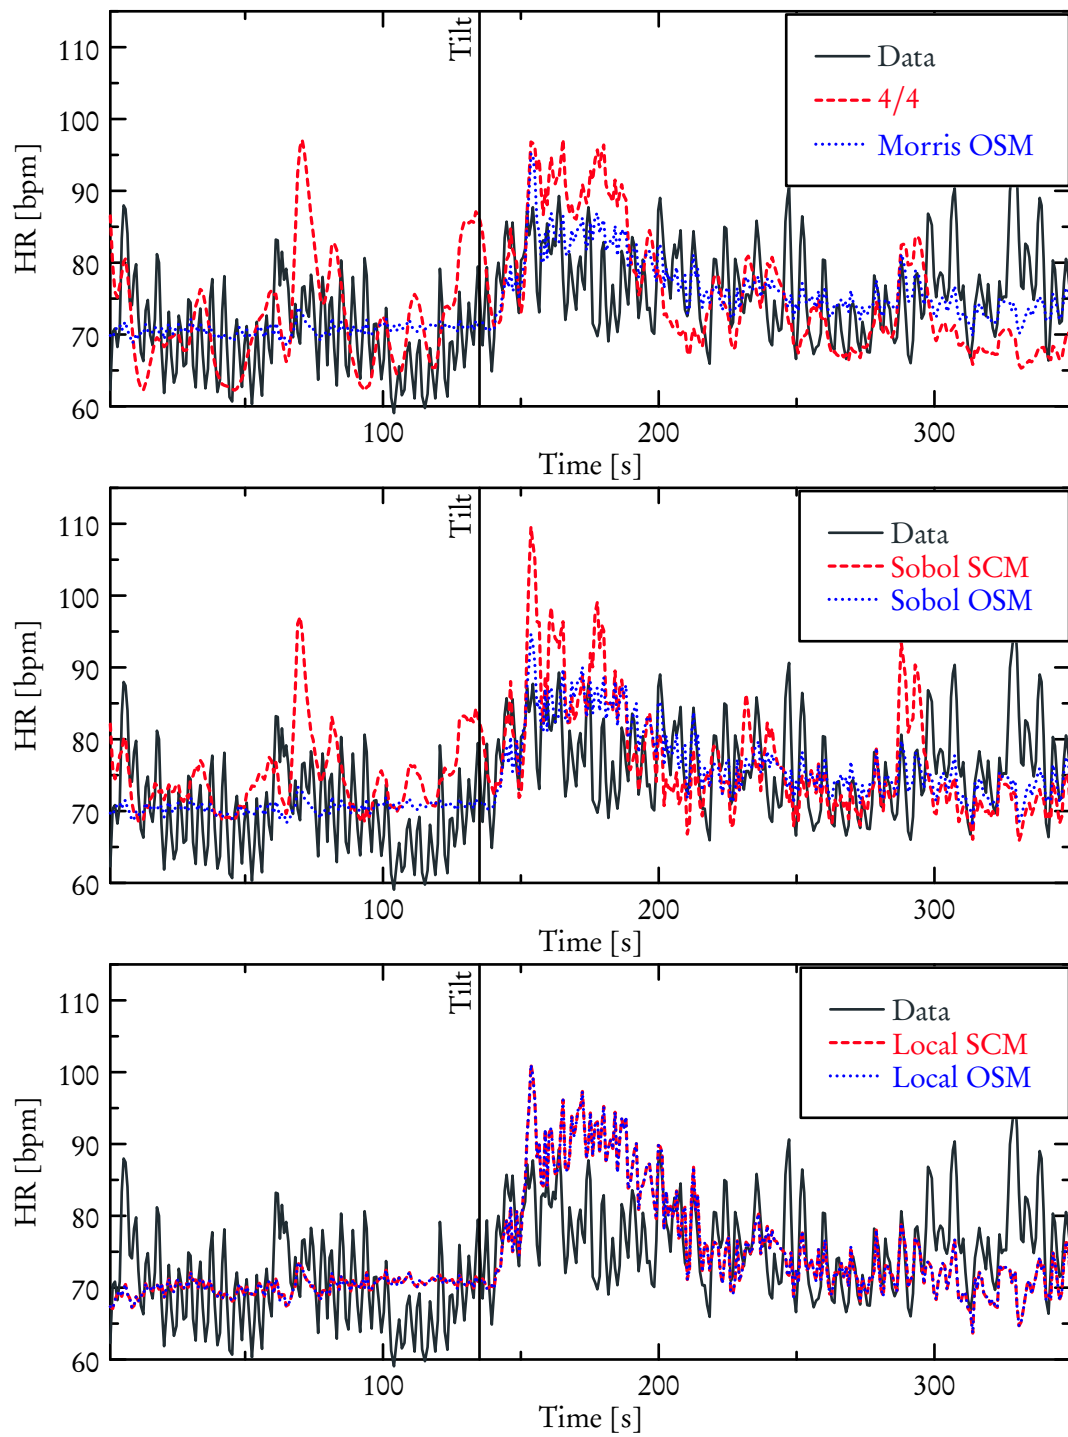 110
100
90
80
70
60
HR [bpm]
Tilt
Data
4/4
Morris OSM
100
200
300
Time [s]
110
100
90
80
70
60
HR [bpm]
Tilt
Data
Sobol SCM
Sobol OSM
100
200
300
Time [s]
110
100
90
80
70
60
HR [bpm]
Tilt
Data
Local SCM
Local OSM
100
200
300
Time [s]